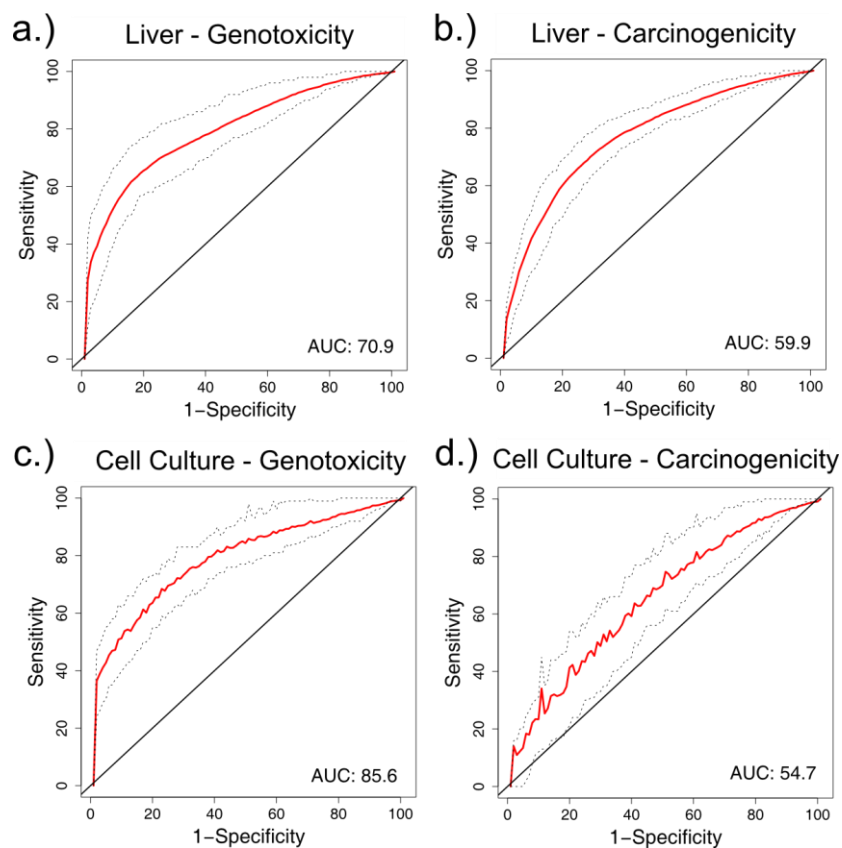 a.) Liver - Genotoxicity
Sensitivity
100
80
60
40
20
0
AUC: 70.9
0 20 40 60 80 100
1−Specificity
b.) Liver - Carcinogenicity
Sensitivity
100
80
60
40
20
0
AUC: 59.9
0 20 40 60 80 100
1−Specificity
c.) Cell Culture - Genotoxicity
Sensitivity
100
80
60
40
20
0
AUC: 85.6
0 20 40 60 80 100
1−Specificity
d.) Cell Culture - Carcinogenicity
Sensitivity
100
80
60
40
20
0
AUC: 54.7
0 20 40 60 80 100
1−Specificity